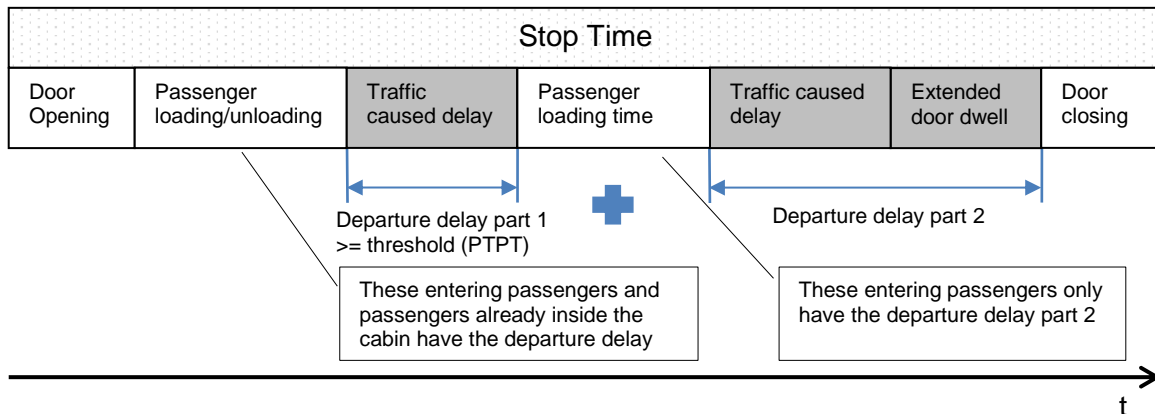 Stop Time
Door
Opening
Passenger
loading/unloading
Traffic
caused delay
Passenger
loading time
Traffic caused
delay
Extended
door dwell
Door
closing
Departure delay part 1
>= threshold (PTPT)
Departure delay part 2
These entering passengers and
passengers already inside the
cabin have the departure delay
These entering passengers only
have the departure delay part 2
t